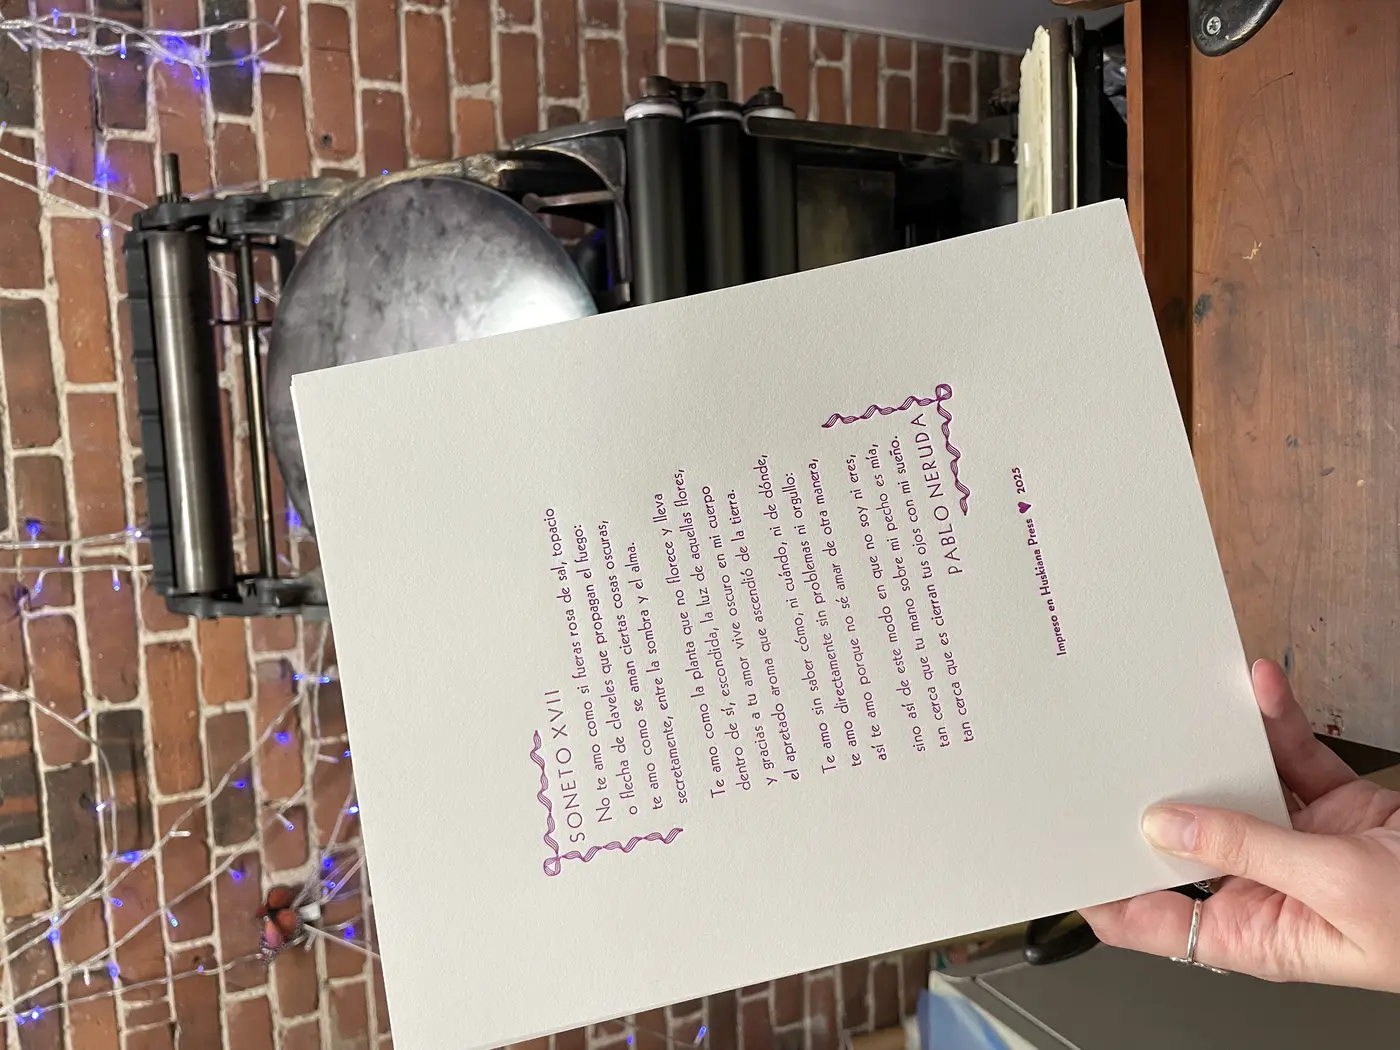 SONETO XVII
No te amo como si fueras rosa de sal, topacio
o flecha de claveles que propagan el fuego:
te amo como se aman ciertas cosas oscuras,
secretamente, entre la sombra y el alma.
Te amo como la planta que no florece y lleva
dentro de sí, escondida, la luz de aquellas flores,
y gracias a tu amor vive oscuro en mi cuerpo
el apretado aroma que ascendió de la tierra.
Te amo sin saber cómo, ni cuándo, ni de dónde,
te amo directamente sin problemas ni orgullo:
así te amo porque no sé amar de otra manera,
sino así de este modo en que no soy ni eres,
tan cerca que tu mano sobre mi pecho es mía,
tan cerca que es cierran tus ojos con mi sueño.
PABLO NERUDA
Impreso en Huskiana Press ♥ 2025